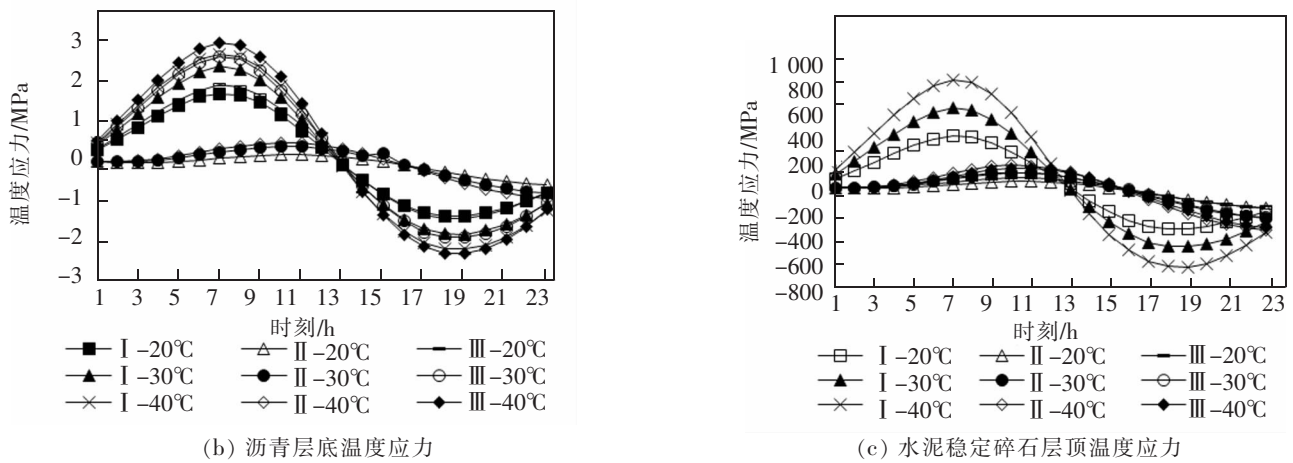 3
2
1
0
−1
−2
−3
温度应力/MPa
1 3 5 7 9 11 13 15 17 19 21 23
时刻/h
Ⅰ −20℃ Ⅱ −20℃ Ⅲ −20℃
Ⅰ −30℃ Ⅱ −30℃ Ⅲ −30℃
Ⅰ −40℃ Ⅱ −40℃ Ⅲ −40℃
(b) 沥青层底温度应力
1 000
800
600
400
200
0
−200
−400
−600
−800
温度应力/MPa
1 3 5 7 9 11 13 15 17 19 21 23
时刻/h
Ⅰ −20℃ Ⅱ −20℃ Ⅲ −20℃
Ⅰ −30℃ Ⅱ −30℃ Ⅲ −30℃
Ⅰ −40℃ Ⅱ −40℃ Ⅲ −40℃
(c) 水泥稳定碎石层顶温度应力